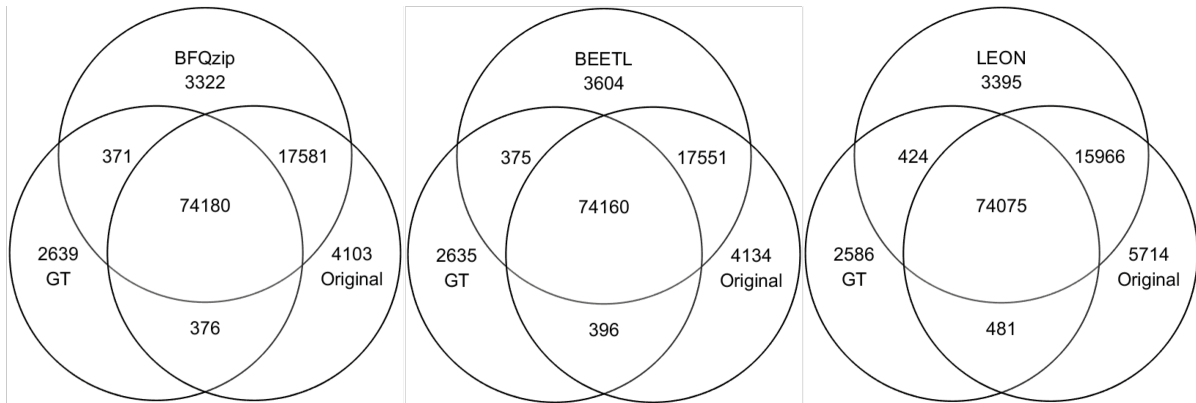 BFQzip
3322
371
17581
74180
2639
GT
4103
Original
376
BEETL
3604
375
17551
74160
2635
GT
4134
Original
396
LEON
3395
424
15966
74075
2586
GT
5714
Original
481